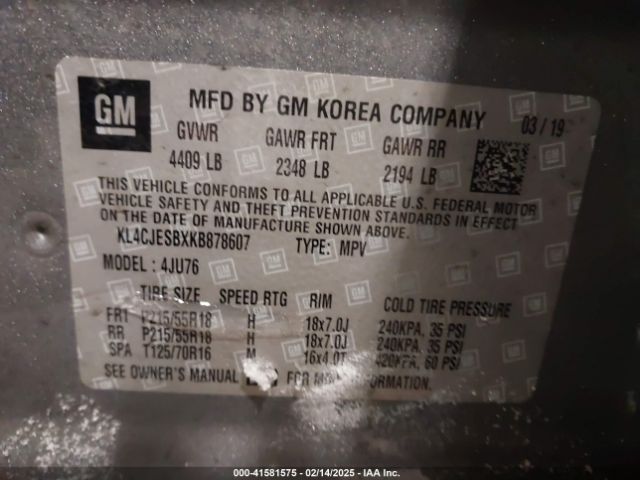 GM
MFD BY GM KOREA COMPANY 03 / 19
GVWR GAWR FRT GAWR RR
4409 LB 2348 LB 2194 LB
THIS VEHICLE CONFORMS TO ALL APPLICABLE U.S. FEDERAL MOTOR
VEHICLE SAFETY AND THEFT PREVENTION STANDARDS IN EFFECT
ON THE DATE OF MANUFACTURE SHOWN ABOVE.
KL4CJESBXKB878607 TYPE: MPV
MODEL : 4JU76
TIRE SIZE SPEED RTG RIM COLD TIRE PRESSURE
FRT P215/55R18 H 18x7.0J 240KPA, 35 PSI
RR P215/55R18 H 18x7.0J 240KPA, 35 PSI
SPA T125/70R16 M 16x4.0T 420KPA, 60 PSI
SEE OWNER'S MANUAL FOR MORE INFORMATION.
000-41581575 - 02/14/2025 - IAA Inc.